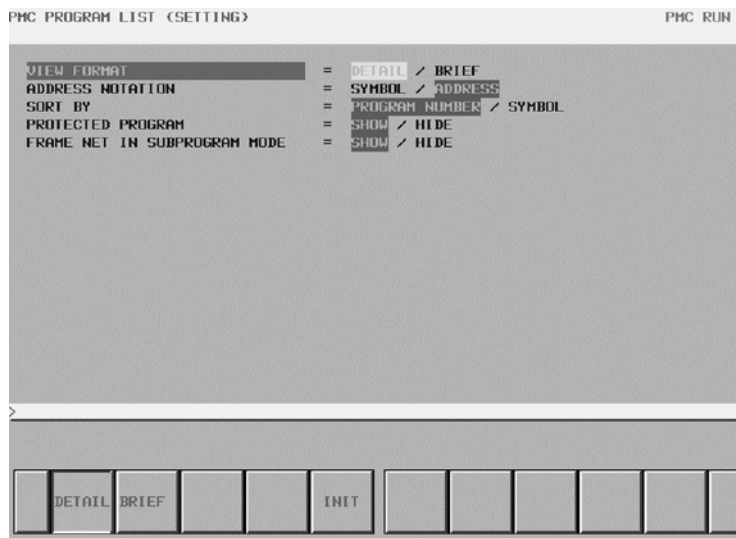 PMC PROGRAM LIST (SETTING) PMC RUN
VIEW FORMAT = DETAIL / BRIEF
ADDRESS NOTATION = SYMBOL / ADDRESS
SORT BY = PROGRAM NUMBER / SYMBOL
PROTECTED PROGRAM = SHOW / HIDE
FRAME NET IN SUBPROGRAM MODE = SHOW / HIDE
>
DETAIL BRIEF INIT